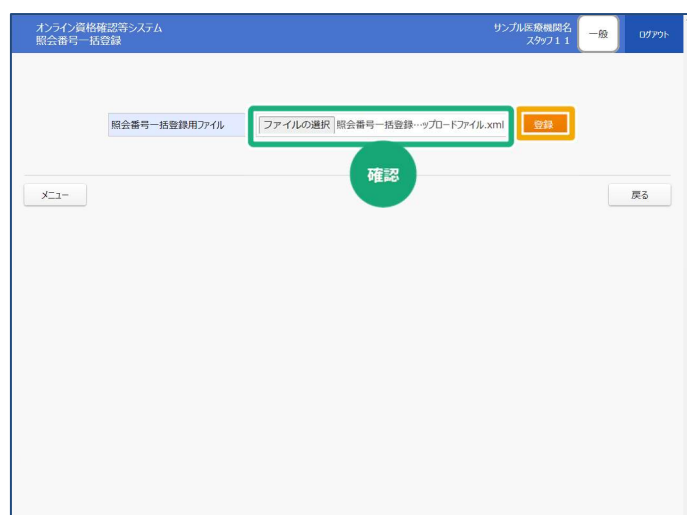 オンライン資格確認等システム
照会番号一括登録
サンプル医療機関名
スタッフ１１
一般
ログアウト
照会番号一括登録用ファイル
ファイルの選択 照会番号一括登録…ップロードファイル.xml
登録
確認
メニュー
戻る